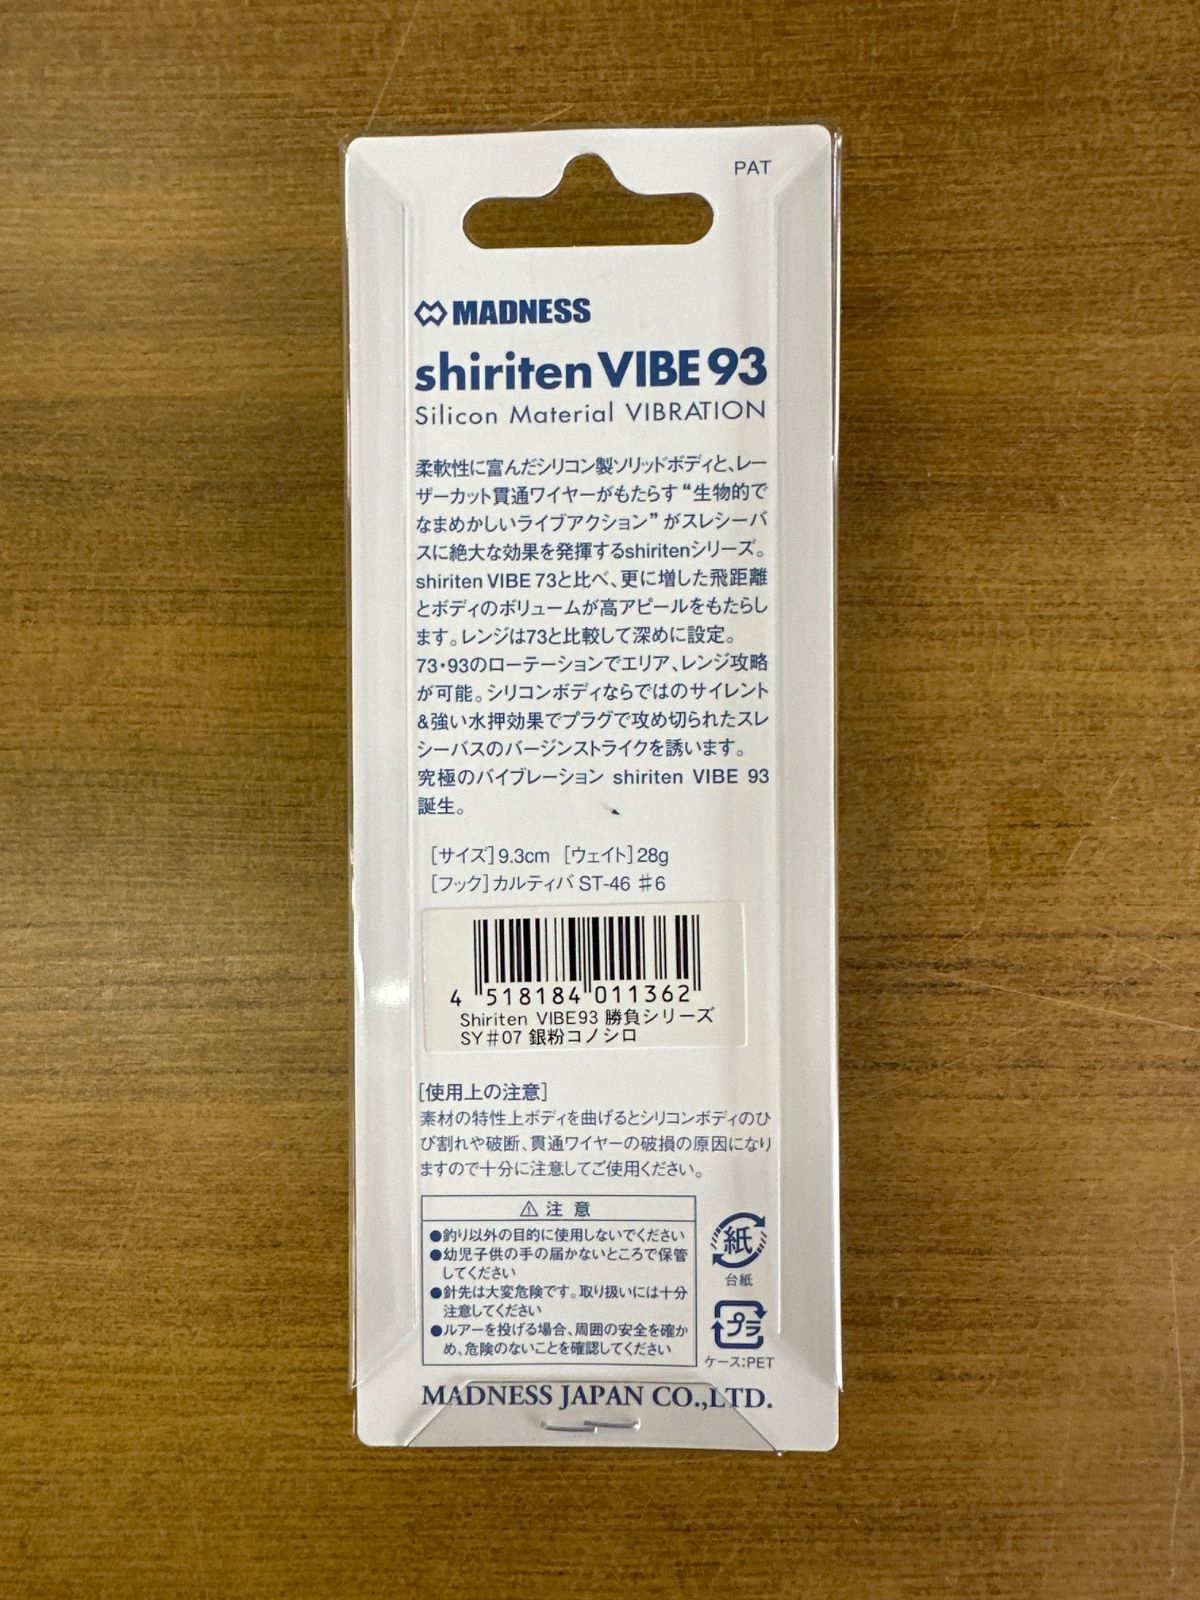 PAT
MADNESS
shiriten VIBE 93
Silicon Material VIBRATION
柔軟性に富んだシリコン製ソリッドボディと、レー
ザーカット貫通ワイヤーがもたらす“生物的で
なまめかしいライブアクション”がスレシーバ
スに絶大な効果を発揮するshiritenシリーズ。
shiriten VIBE 73と比べ、更に増した飛距離
とボディのボリュームが高アピールをもたらし
ます。レンジは73と比較して深めに設定。
73・93のローテーションでエリア、レンジ攻略
が可能。シリコンボディならではのサイレント
&強い水押効果でプラグで攻め切られたスレ
シーバスのバージンストライクを誘います。
究極のバイブレーション shiriten VIBE 93
誕生。
[サイズ]9.3cm [ウェイト]28g
[フック]カルティバ ST-46 #6
4 518184 011362
Shiriten VIBE93 勝負シリーズ
SY#07 銀粉コノシロ
[使用上の注意]
素材の特性上ボディを曲げるとシリコンボディのひ
び割れや破断、貫通ワイヤーの破損の原因になり
ますので十分に注意してご使用ください。
⚠ 注意
●釣り以外の目的に使用しないでください
●幼児子供の手の届かないところで保管
してください
●針先は大変危険です。取り扱いには十分
注意してください
●ルアーを投げる場合、周囲の安全を確か
め、危険のないことを確認してください
紙
台紙
プラ
ケース:PET
MADNESS JAPAN CO.,LTD.